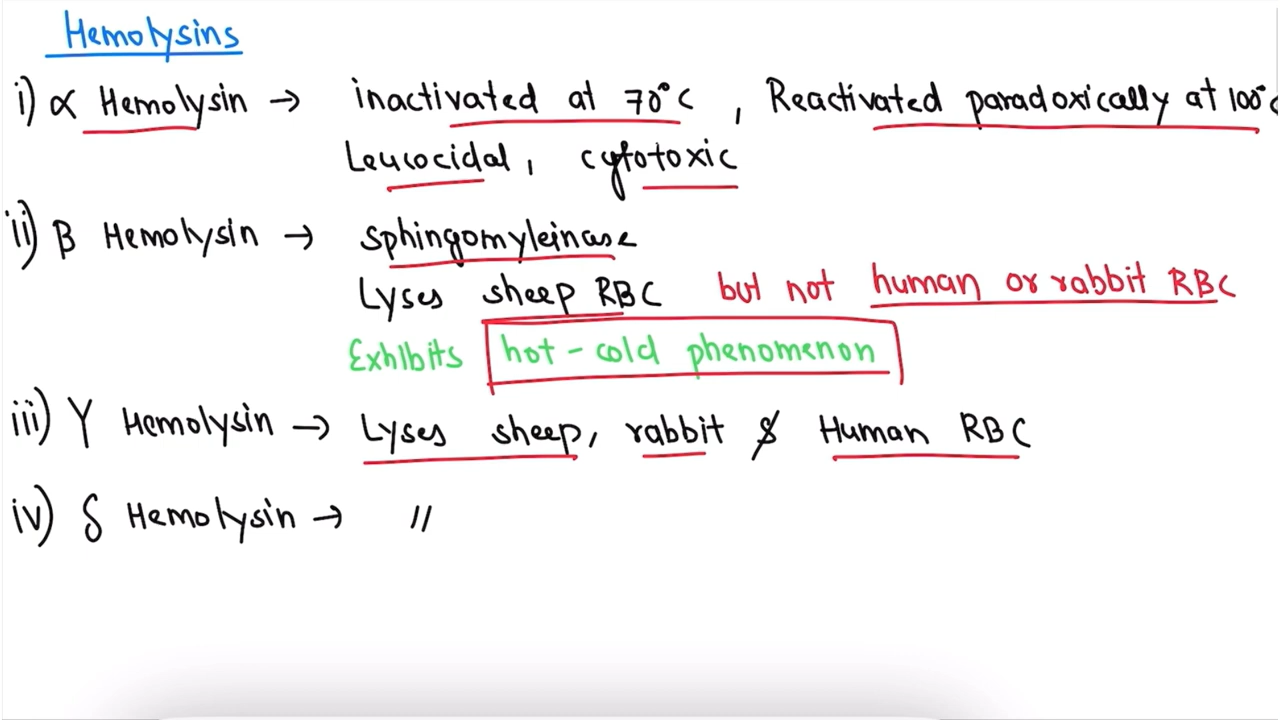 Hemolysins
i) α Hemolysin → inactivated at 70°C, Reactivated paradoxically at 100°C
Leucocidal, cytotoxic
ii) β Hemolysin → sphingomyleinase
Lyses sheep RBC but not human or rabbit RBC
Exhibits hot-cold phenomenon
iii) γ Hemolysin → Lyses sheep, rabbit & Human RBC
iv) δ Hemolysin → 〃